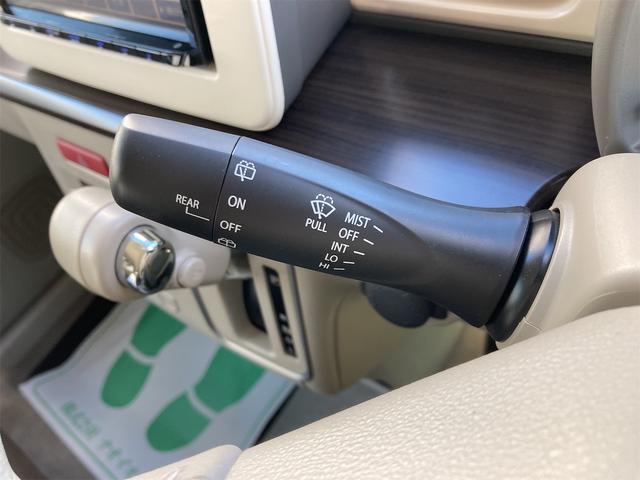 REAR
ON
OFF
PULL
MIST
OFF
INT
LO
HI